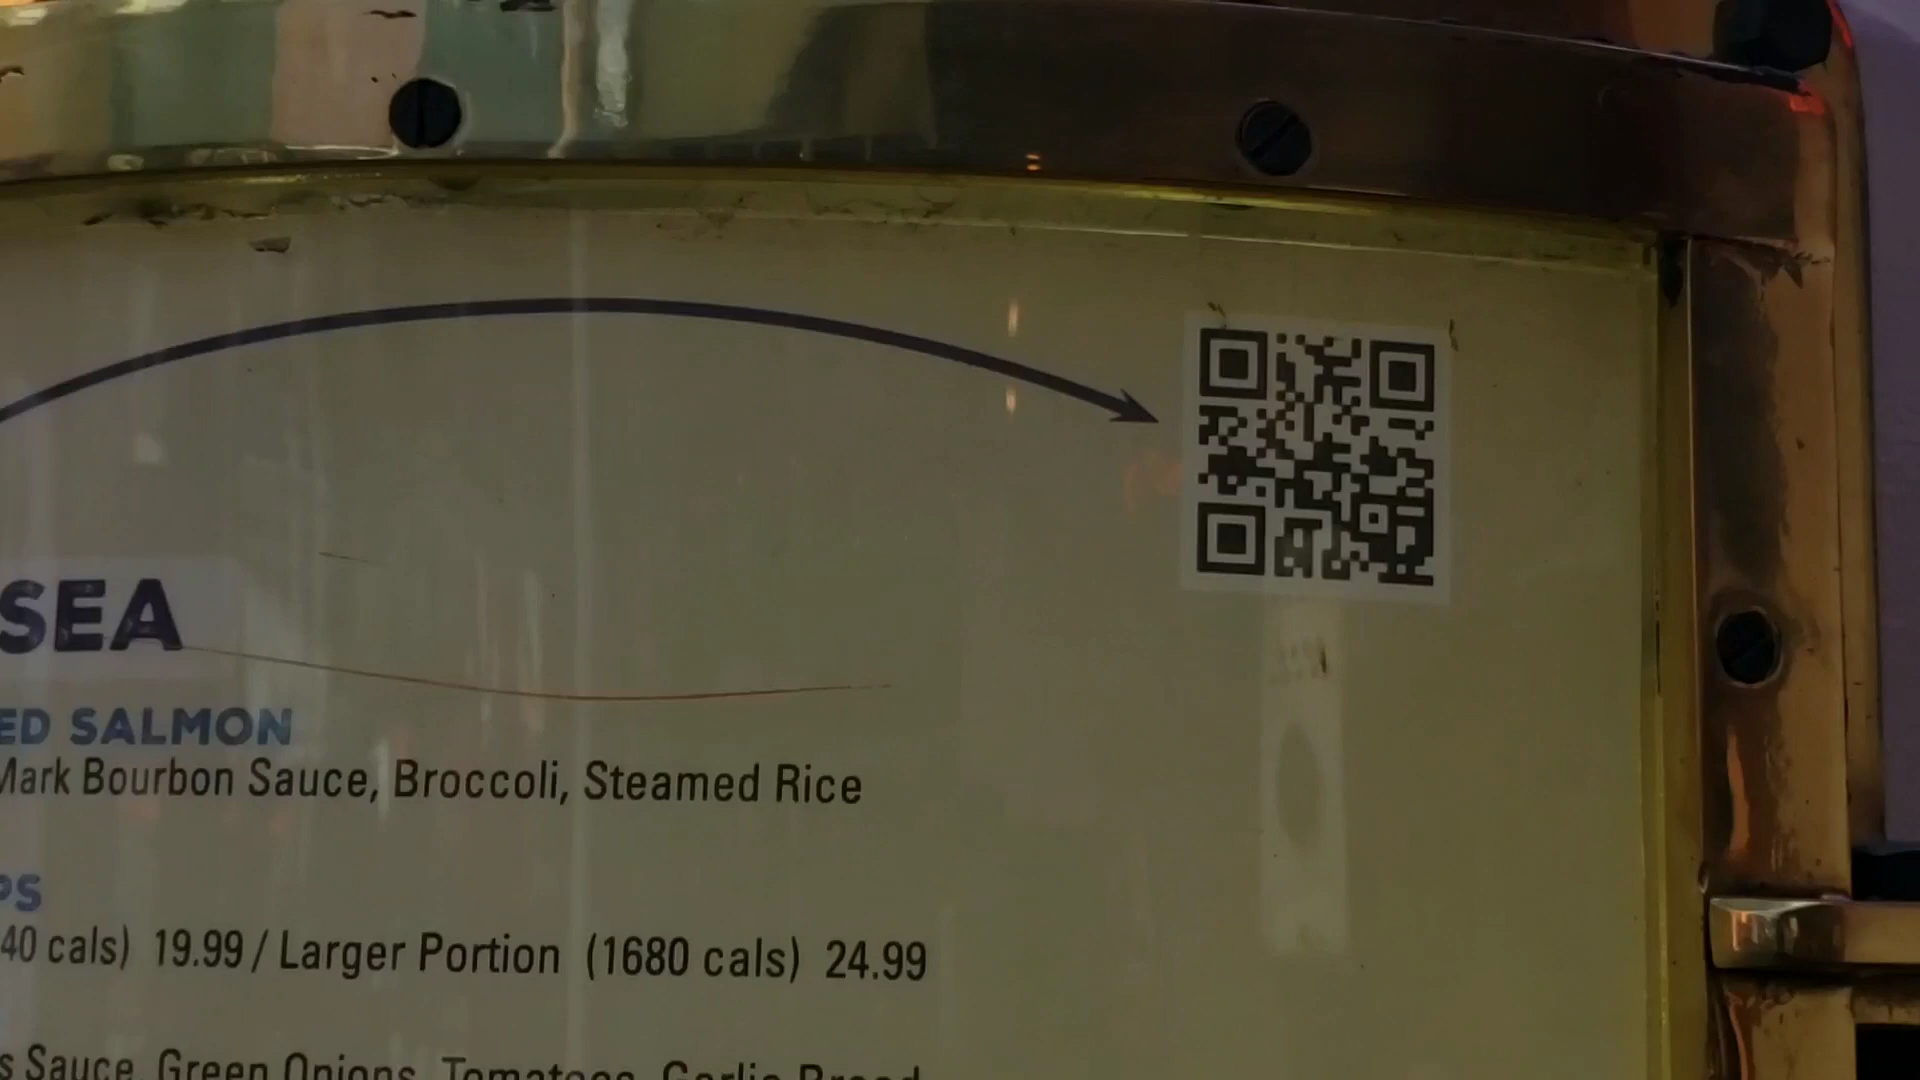 SEA
ED SALMON
Mark Bourbon Sauce, Broccoli, Steamed Rice
PS
40 cals) 19.99 / Larger Portion (1680 cals) 24.99
s Sauce, Green Onions, Tomatoes, Garlic Bread